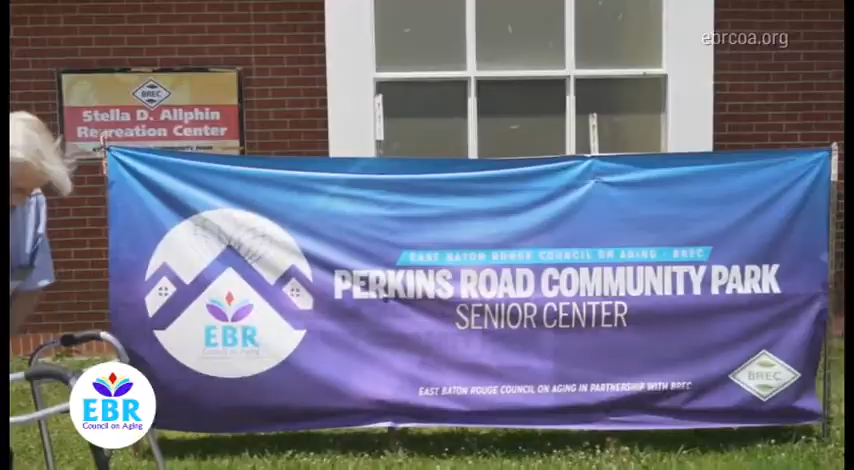 ebrcoa.org
BREC
Stella D. Allphin
Recreation Center
EAST BATON ROUGE COUNCIL ON AGING - BREC
PERKINS ROAD COMMUNITY PARK
SENIOR CENTER
EBR
Council on Aging
EAST BATON ROUGE COUNCIL ON AGING IN PARTNERSHIP WITH BREC
BREC
EBR
Council on Aging